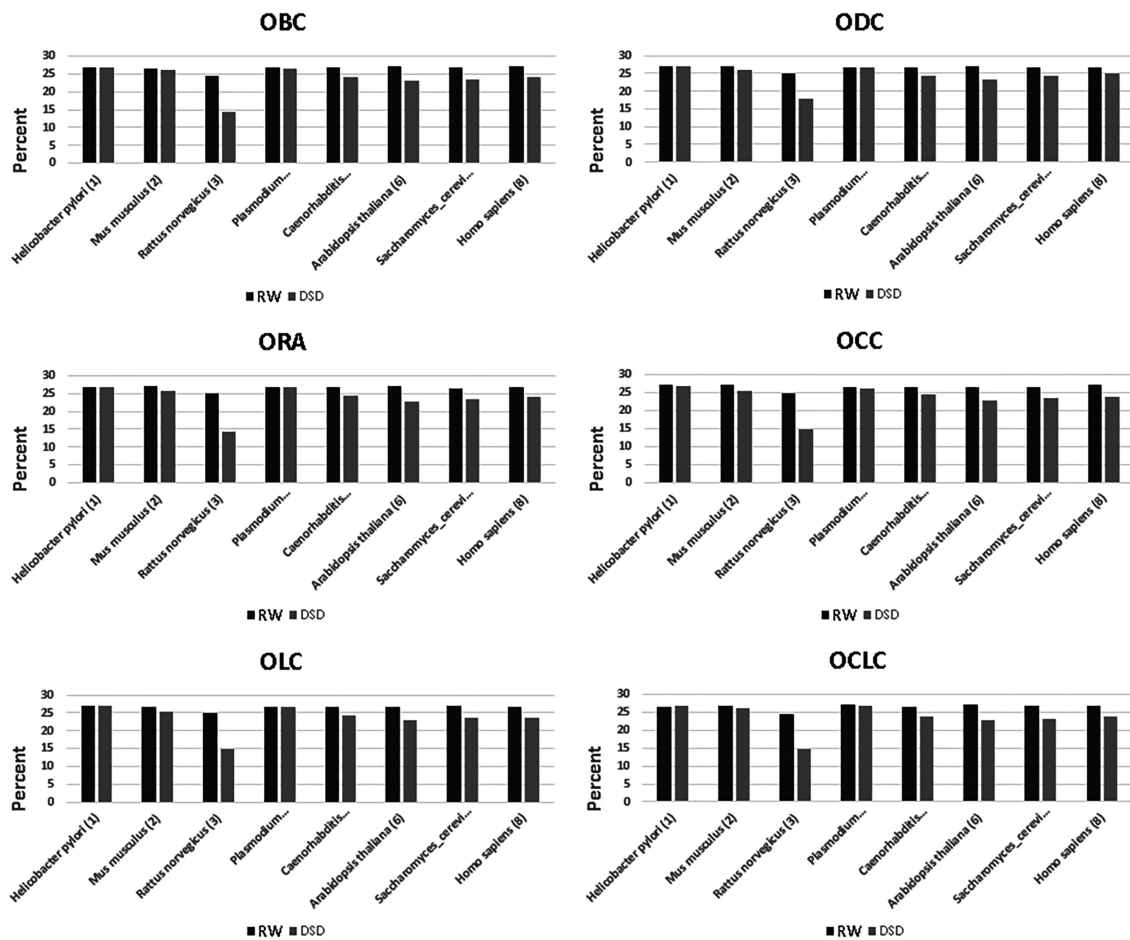 OBC
Percent
30
25
20
15
10
5
0
Helicobacter pylori (1)
Mus musculus (2)
Rattus norvegicus (3)
Plasmodium...
Caenorhabditis...
Arabidopsis thaliana (6)
Saccharomyces_cerevi...
Homo sapiens (8)
RW DSD
ODC
Percent
30
25
20
15
10
5
0
Helicobacter pylori (1)
Mus musculus (2)
Rattus norvegicus (3)
Plasmodium...
Caenorhabditis...
Arabidopsis thaliana (6)
Saccharomyces_cerevi...
Homo sapiens (8)
RW DSD
ORA
Percent
30
25
20
15
10
5
0
Helicobacter pylori (1)
Mus musculus (2)
Rattus norvegicus (3)
Plasmodium...
Caenorhabditis...
Arabidopsis thaliana (6)
Saccharomyces_cerevi...
Homo sapiens (8)
RW DSD
OCC
Percent
30
25
20
15
10
5
0
Helicobacter pylori (1)
Mus musculus (2)
Rattus norvegicus (3)
Plasmodium...
Caenorhabditis...
Arabidopsis thaliana (6)
Saccharomyces_cerevi...
Homo sapiens (8)
RW DSD
OLC
Percent
30
25
20
15
10
5
0
Helicobacter pylori (1)
Mus musculus (2)
Rattus norvegicus (3)
Plasmodium...
Caenorhabditis...
Arabidopsis thaliana (6)
Saccharomyces_cerevi...
Homo sapiens (8)
RW DSD
OCLC
Percent
30
25
20
15
10
5
0
Helicobacter pylori (1)
Mus musculus (2)
Rattus norvegicus (3)
Plasmodium...
Caenorhabditis...
Arabidopsis thaliana (6)
Saccharomyces_cerevi...
Homo sapiens (8)
RW DSD